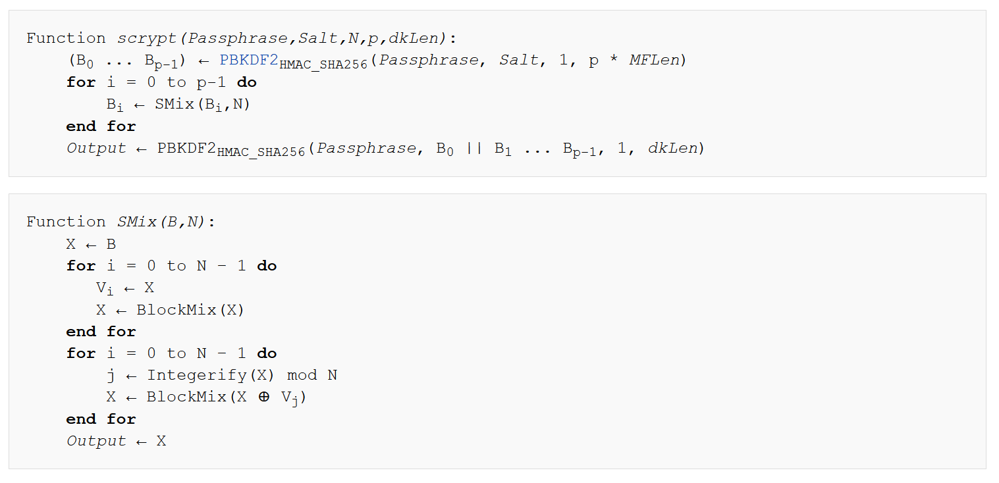 Function scrypt(Passphrase,Salt,N,p,dkLen):
(B0 ... Bp−1) ← PBKDF2HMAC_SHA256(Passphrase, Salt, 1, p * MFLen)
for i = 0 to p−1 do
Bi ← SMix(Bi,N)
end for
Output ← PBKDF2HMAC_SHA256(Passphrase, B0 || B1 ... Bp−1, 1, dkLen)
Function SMix(B,N):
X ← B
for i = 0 to N − 1 do
Vi ← X
X ← BlockMix(X)
end for
for i = 0 to N − 1 do
j ← Integerify(X) mod N
X ← BlockMix(X ⊕ Vj)
end for
Output ← X